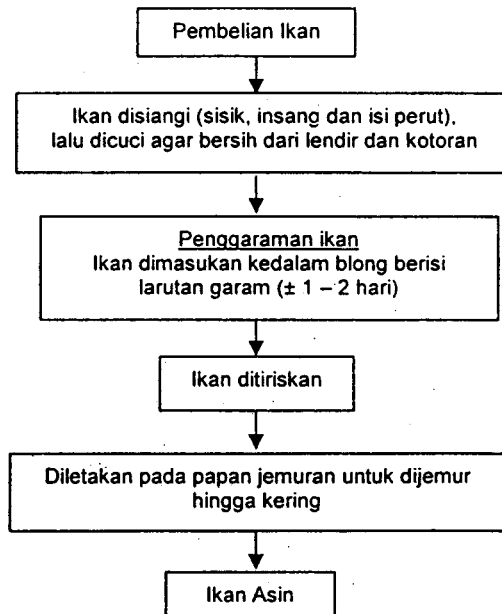 Pembelian Ikan
Ikan disiangi (sisik, insang dan isi perut),
lalu dicuci agar bersih dari lendir dan kotoran
Penggaraman ikan
Ikan dimasukan kedalam blong berisi
larutan garam (± 1 – 2 hari)
Ikan ditiriskan
Diletakan pada papan jemuran untuk dijemur
hingga kering
Ikan Asin